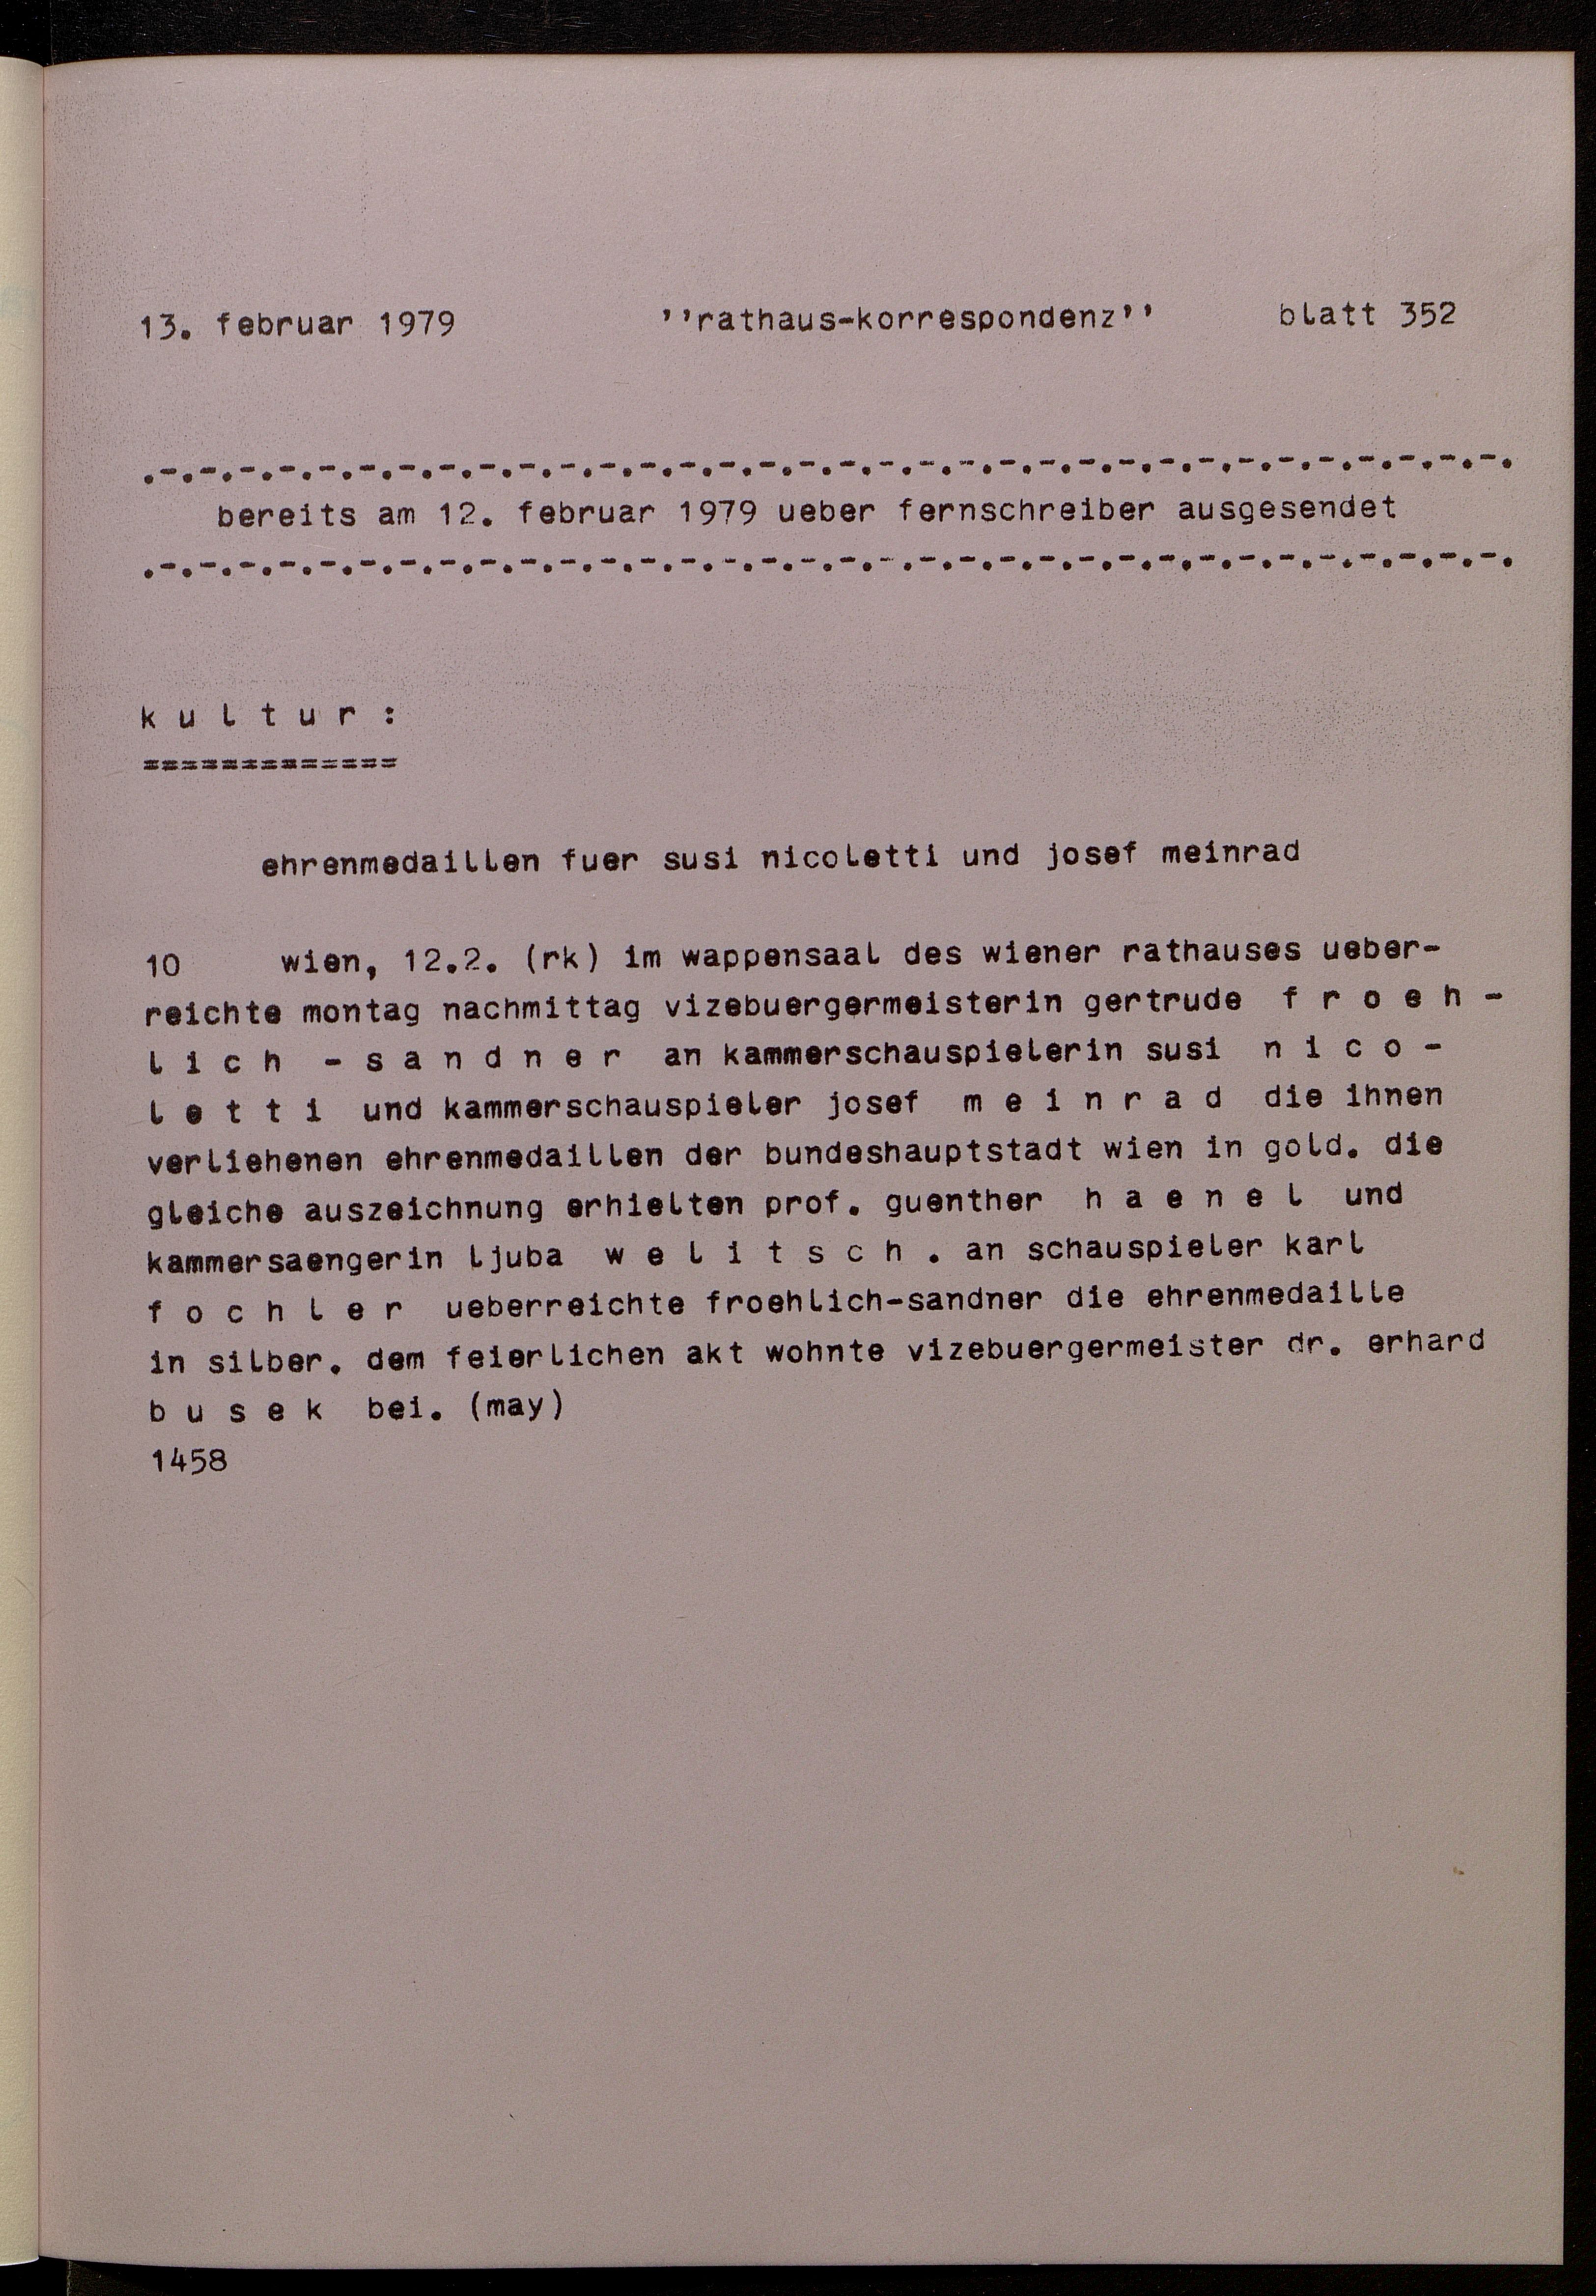 13. februar 1979 ''rathaus-korrespondenz'' blatt 352
.-.-.-.-.-.-.-.-.-.-.-.-.-.-.-.-.-.-.-.-.-.-.-.-.-.-.-.-.-.-.-.-.-.-.
bereits am 12. februar 1979 ueber fernschreiber ausgesendet
.-.-.-.-.-.-.-.-.-.-.-.-.-.-.-.-.-.-.-.-.-.-.-.-.-.-.-.-.-.-.-.-.-.-.
k u l t u r :
=============
ehrenmedaillen fuer susi nicoletti und josef meinrad
10 wien, 12.2. (rk) im wappensaal des wiener rathauses ueber-
reichte montag nachmittag vizebuergermeisterin gertrude f r o e h -
l i c h - s a n d n e r an kammerschauspielerin susi n i c o -
l e t t i und kammerschauspieler josef m e i n r a d die ihnen
verliehenen ehrenmedaillen der bundeshauptstadt wien in gold. die
gleiche auszeichnung erhielten prof. guenther h a e n e l und
kammersaengerin ljuba w e l i t s c h . an schauspieler karl
f o c h l e r ueberreichte froehlich-sandner die ehrenmedaille
in silber. dem feierlichen akt wohnte vizebuergermeister dr. erhard
b u s e k bei. (may)
1458